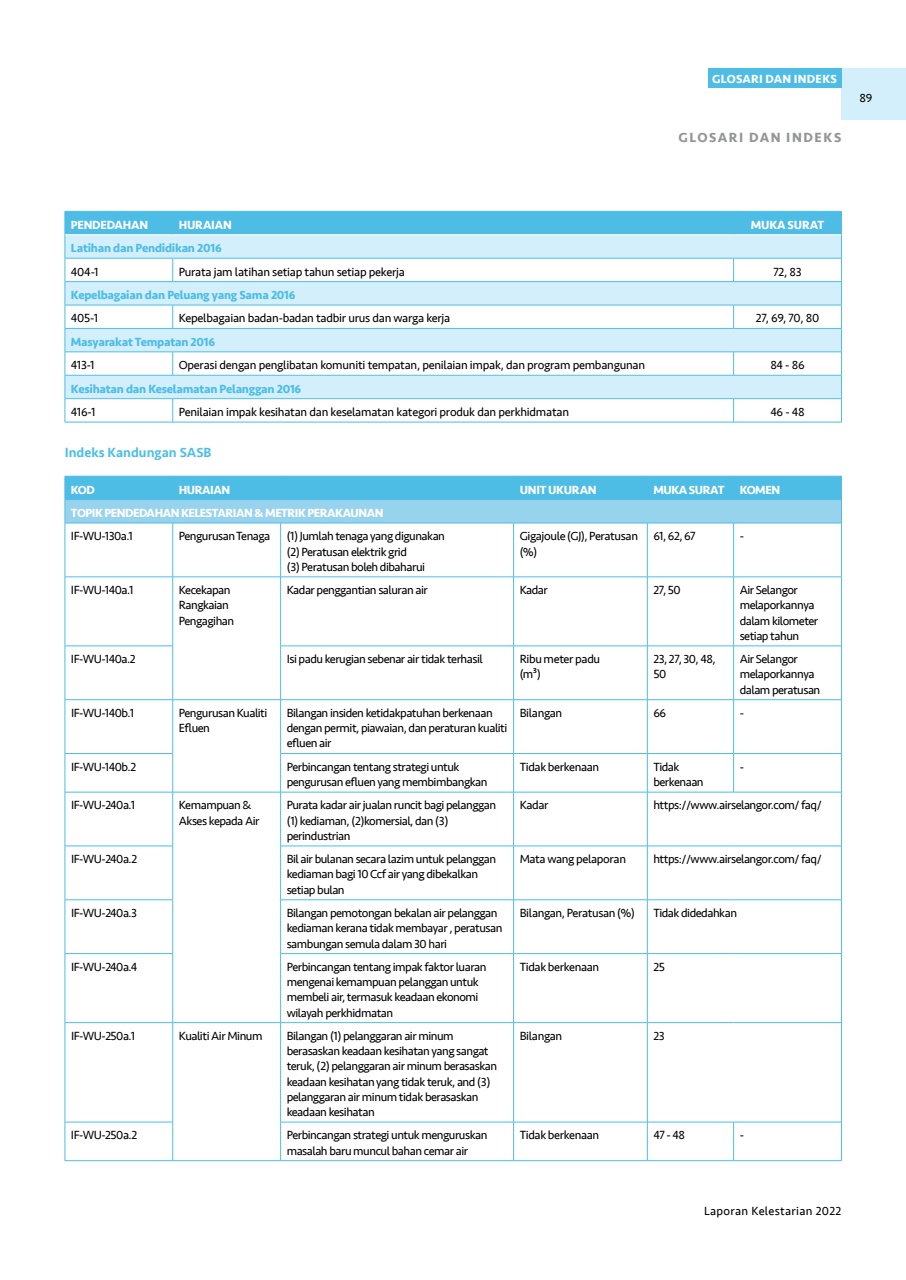 GLOSARI DAN INDEKS
89
GLOSARI DAN INDEKS
PENDEDAHAN HURAIAN MUKA SURAT
Latihan dan Pendidikan 2016
404-1 Purata jam latihan setiap tahun setiap pekerja 72, 83
Kepelbagaian dan Peluang yang Sama 2016
405-1 Kepelbagaian badan-badan tadbir urus dan warga kerja 27, 69, 70, 80
Masyarakat Tempatan 2016
413-1 Operasi dengan penglibatan komuniti tempatan, penilaian impak, dan program pembangunan 84 - 86
Kesihatan dan Keselamatan Pelanggan 2016
416-1 Penilaian impak kesihatan dan keselamatan kategori produk dan perkhidmatan 46 - 48
Indeks Kandungan SASB
KOD HURAIAN UNIT UKURAN MUKA SURAT KOMEN
TOPIK PENDEDAHAN KELESTARIAN & METRIK PERAKAUNAN
IF-WU-130a.1 Pengurusan Tenaga (1) Jumlah tenaga yang digunakan Gigajoule (GJ), Peratusan 61, 62, 67 -
(2) Peratusan elektrik grid (%)
(3) Peratusan boleh dibaharui
IF-WU-140a.1 Kecekapan Kadar penggantian saluran air Kadar 27, 50 Air Selangor
Rangkaian melaporkannya
Pengagihan dalam kilometer
setiap tahun
IF-WU-140a.2 Isi padu kerugian sebenar air tidak terhasil Ribu meter padu 23, 27, 30, 48, Air Selangor
(m³) 50 melaporkannya
dalam peratusan
IF-WU-140b.1 Pengurusan Kualiti Bilangan insiden ketidakpatuhan berkenaan Bilangan 66 -
Efluen dengan permit, piawaian, dan peraturan kualiti
efluen air
IF-WU-140b.2 Perbincangan tentang strategi untuk Tidak berkenaan Tidak -
pengurusan efluen yang membimbangkan berkenaan
IF-WU-240a.1 Kemampuan & Purata kadar air jualan runcit bagi pelanggan Kadar https://www.airselangor.com/ faq/
Akses kepada Air (1) kediaman, (2)komersial, dan (3)
perindustrian
IF-WU-240a.2 Bil air bulanan secara lazim untuk pelanggan Mata wang pelaporan https://www.airselangor.com/ faq/
kediaman bagi 10 Ccf air yang dibekalkan
setiap bulan
IF-WU-240a.3 Bilangan pemotongan bekalan air pelanggan Bilangan, Peratusan (%) Tidak didedahkan
kediaman kerana tidak membayar , peratusan
sambungan semula dalam 30 hari
IF-WU-240a.4 Perbincangan tentang impak faktor luaran Tidak berkenaan 25
mengenai kemampuan pelanggan untuk
membeli air, termasuk keadaan ekonomi
wilayah perkhidmatan
IF-WU-250a.1 Kualiti Air Minum Bilangan (1) pelanggaran air minum Bilangan 23
berasaskan keadaan kesihatan yang sangat
teruk, (2) pelanggaran air minum berasaskan
keadaan kesihatan yang tidak teruk, and (3)
pelanggaran air minum tidak berasaskan
keadaan kesihatan
IF-WU-250a.2 Perbincangan strategi untuk menguruskan Tidak berkenaan 47 - 48 -
masalah baru muncul bahan cemar air
Laporan Kelestarian 2022